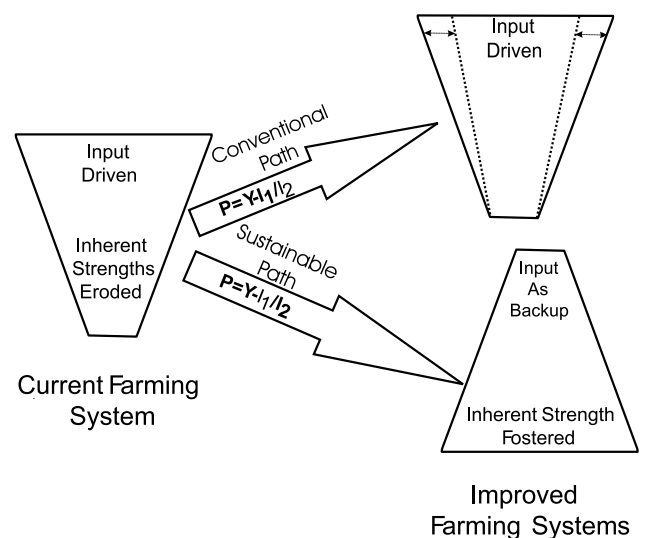 Input
Driven
Inherent
Strengths
Eroded
Current Farming
System
Conventional
Path
P=Y-I₁/I₂
Sustainable
Path
P=Y-I₁/I₂
Input
Driven
Input
As
Backup
Inherent Strength
Fostered
Improved
Farming Systems